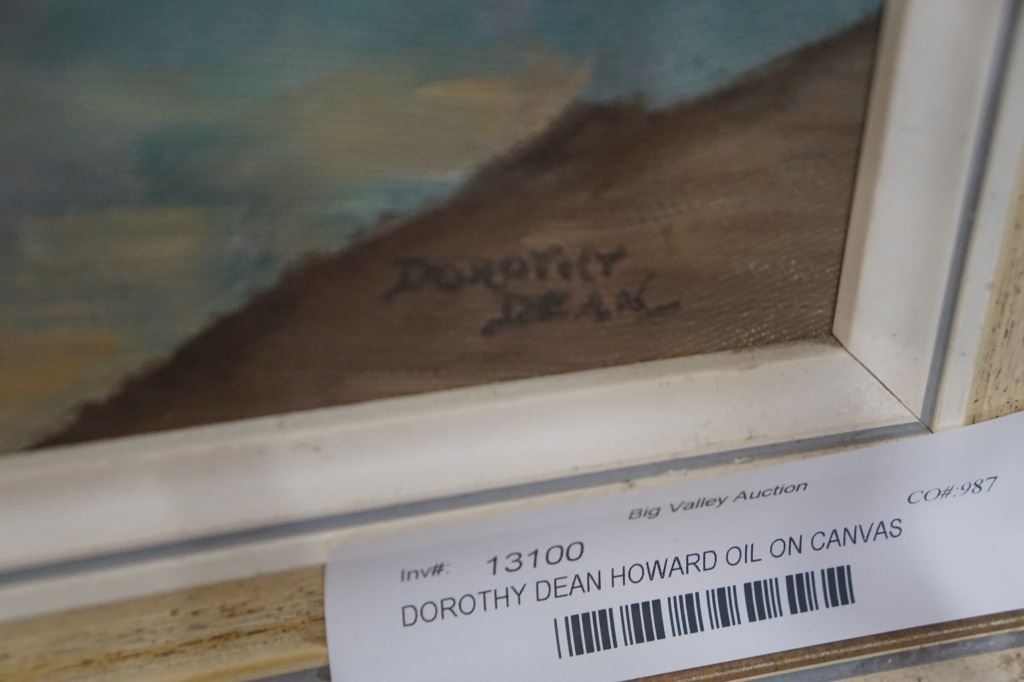 DOROTHY
DEAN
Big Valley Auction
CO#:987
Inv#: 13100
DOROTHY DEAN HOWARD OIL ON CANVAS